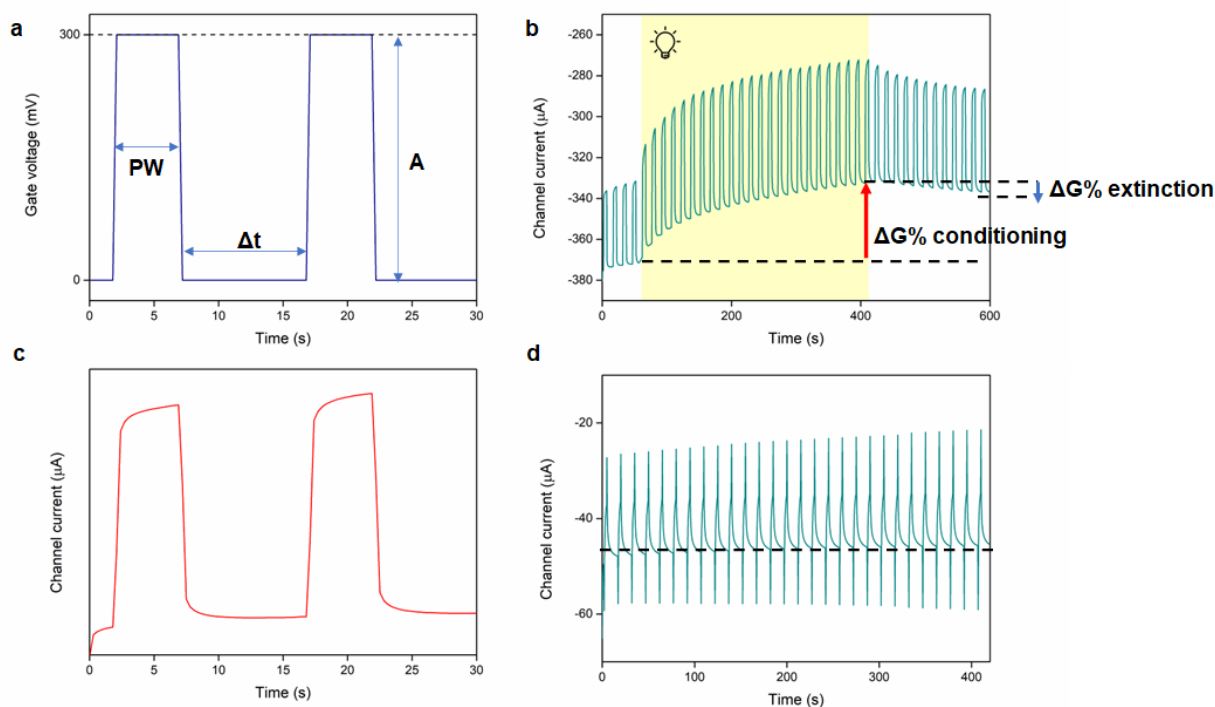 a
300
0
Gate voltage (mV)
PW
Δt
A
0
5
10
15
20
25
30
Time (s)
b
-260
-280
-300
-320
-340
-360
-380
Channel current (μA)
ΔG% extinction
ΔG% conditioning
0
200
400
600
Time (s)
c
Channel current (μA)
0
5
10
15
20
25
30
Time (s)
d
-20
-40
-60
Channel current (μA)
0
100
200
300
400
Time (s)